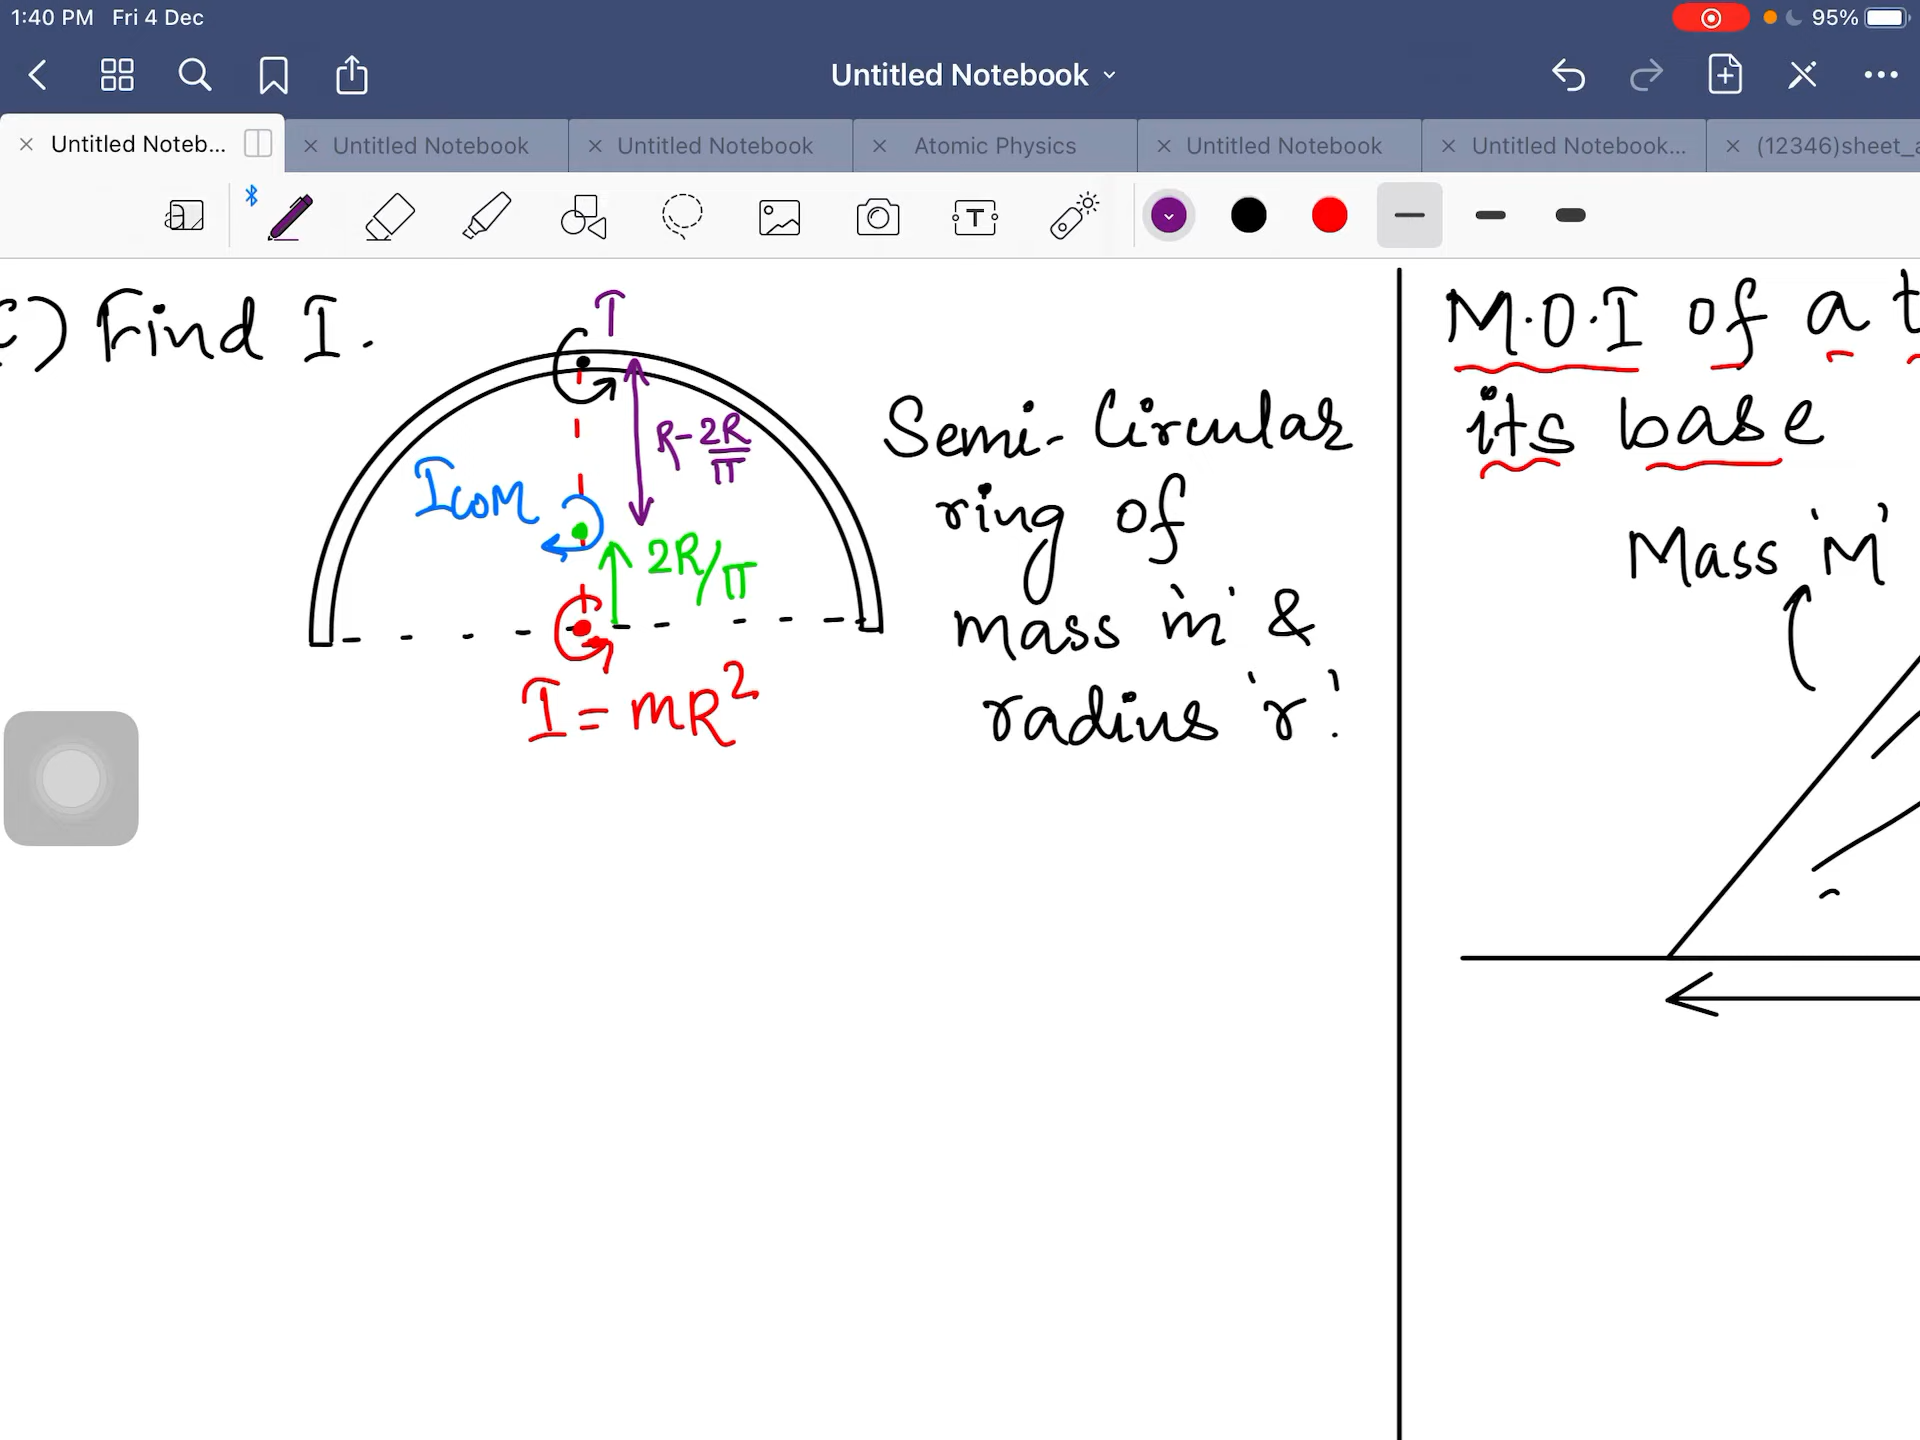 1:40 PM Fri 4 Dec
95%
Untitled Notebook
Untitled Noteb...
Untitled Notebook
Untitled Notebook
Atomic Physics
Untitled Notebook
Untitled Notebook...
(12346)sheet_a
) Find I.
I
R-2R/π
ICOM
2R/π
I = mR²
Semi-Circular
ring of
mass 'm' &
radius 'r'.
M.O.I of a t
its base
Mass 'M'